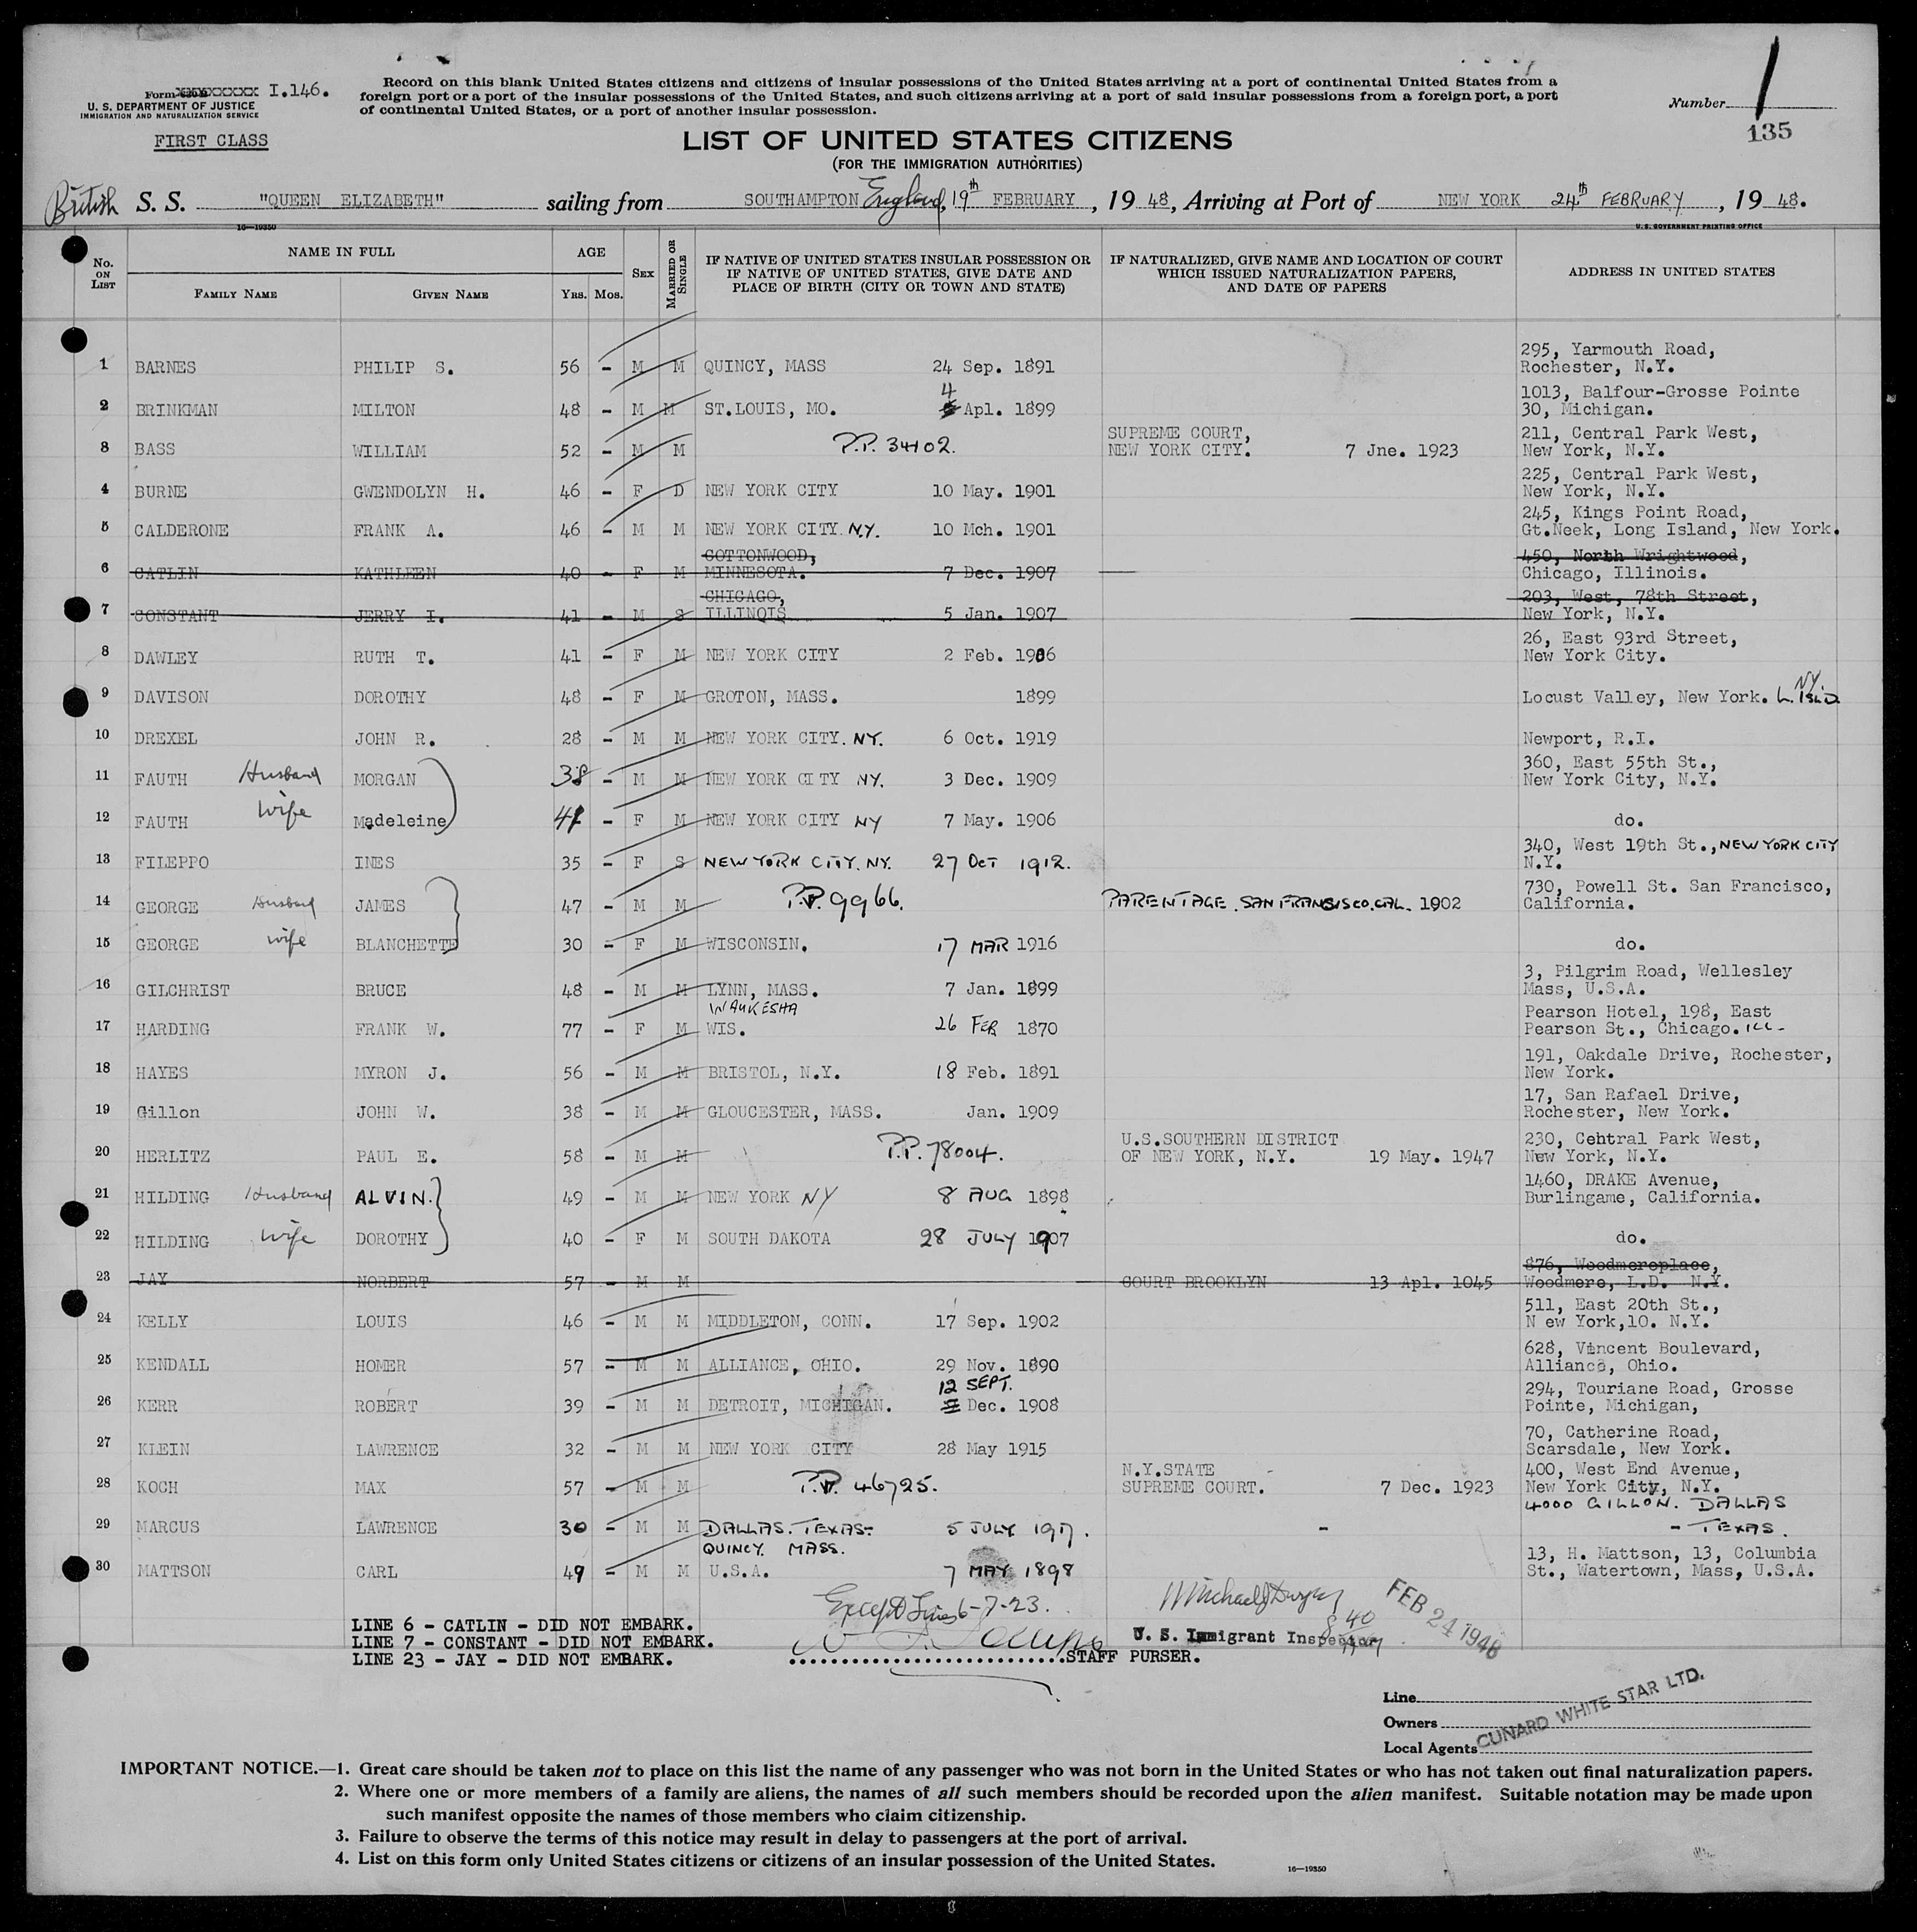 Form I.146.
U. S. DEPARTMENT OF JUSTICE
IMMIGRATION AND NATURALIZATION SERVICE
FIRST CLASS
Record on this blank United States citizens and citizens of insular possessions of the United States arriving at a port of continental United States from a
foreign port or a port of the insular possessions of the United States, and such citizens arriving at a port of said insular possessions from a foreign port, a port
of continental United States, or a port of another insular possession.
Number 1
135
LIST OF UNITED STATES CITIZENS
(FOR THE IMMIGRATION AUTHORITIES)
British S. S. "QUEEN ELIZABETH" sailing from SOUTHAMPTON England, 19th FEBRUARY, 19 48, Arriving at Port of NEW YORK 24th FEBRUARY, 19 48.
16—19350
U. S. GOVERNMENT PRINTING OFFICE
No. ON LIST
NAME IN FULL
FAMILY NAME
GIVEN NAME
AGE
YRS. MOS.
SEX
MARRIED OR SINGLE
IF NATIVE OF UNITED STATES INSULAR POSSESSION OR
IF NATIVE OF UNITED STATES, GIVE DATE AND
PLACE OF BIRTH (CITY OR TOWN AND STATE)
IF NATURALIZED, GIVE NAME AND LOCATION OF COURT
WHICH ISSUED NATURALIZATION PAPERS,
AND DATE OF PAPERS
ADDRESS IN UNITED STATES
295, Yarmouth Road,
1 BARNES PHILIP S. 56 - M M QUINCY, MASS 24 Sep. 1891 Rochester, N.Y.
4 1013, Balfour-Grosse Pointe
2 BRINKMAN MILTON 48 - M M ST.LOUIS, MO. Apl. 1899 30, Michigan.
SUPREME COURT, 211, Central Park West,
3 BASS WILLIAM 52 - M M P.P. 34102. NEW YORK CITY. 7 Jne. 1923 New York, N.Y.
225, Central Park West,
4 BURNE GWENDOLYN H. 46 - F D NEW YORK CITY 10 May. 1901 New York, N.Y.
245, Kings Point Road,
5 CALDERONE FRANK A. 46 - M M NEW YORK CITY. N.Y. 10 Mch. 1901 Gt.Neek, Long Island, New York.
COTTONWOOD, 450, North Wrightwood,
6 CATLIN KATHLEEN 40 - F M MINNESOTA. 7 Dec. 1907 Chicago, Illinois.
CHICAGO, 203, West, 78th Street,
7 CONSTANT JERRY I. 41 - M S ILLINOIS 5 Jan. 1907 New York, N.Y.
26, East 93rd Street,
8 DAWLEY RUTH T. 41 - F M NEW YORK CITY 2 Feb. 1906 New York City.
9 DAVISON DOROTHY 48 - F M GROTON, MASS. 1899 Locust Valley, New York. L. ISLD NY.
10 DREXEL JOHN R. 28 - M M NEW YORK CITY. NY. 6 Oct. 1919 Newport, R.I.
360, East 55th St.,
11 FAUTH Husband MORGAN 38 - M M NEW YORK CITY NY. 3 Dec. 1909 New York City, N.Y.
12 FAUTH Wife Madeleine 41 - F M NEW YORK CITY NY 7 May. 1906 do.
340, West 19th St., NEW YORK CITY
13 FILEPPO INES 35 - F S NEW YORK CITY. NY. 27 OCT 1912. N.Y.
730, Powell St. San Francisco,
14 GEORGE Husband JAMES 47 - M M P.P. 9966. PARENTAGE. SAN FRANSISCO. CAL. 1902 California.
15 GEORGE wife BLANCHETTE 30 - F M WISCONSIN. 17 MAR 1916 do.
3, Pilgrim Road, Wellesley
16 GILCHRIST BRUCE 48 - M M LYNN, MASS. 7 Jan. 1899 Mass, U.S.A.
WAUKESHA Pearson Hotel, 198, East
17 HARDING FRANK W. 77 - F M WIS. 26 FEB 1870 Pearson St., Chicago. ILL-
191, Oakdale Drive, Rochester,
18 HAYES MYRON J. 56 - M M BRISTOL, N.Y. 18 Feb. 1891 New York.
17, San Rafael Drive,
19 Gillon JOHN W. 38 - M M GLOUCESTER, MASS. Jan. 1909 Rochester, New York.
U.S.SOUTHERN DISTRICT 230, Central Park West,
20 HERLITZ PAUL E. 58 - M M P.P. 78004. OF NEW YORK, N.Y. 19 May. 1947 New York, N.Y.
1460, DRAKE Avenue,
21 HILDING Husband ALVIN. 49 - M M NEW YORK NY 8 AUG 1898 Burlingame, California.
22 HILDING Wife DOROTHY 40 - F M SOUTH DAKOTA 28 JULY 1907 do.
876, Woodmereplace,
23 JAY NORBERT 57 - M M COURT BROOKLYN 13 Apl. 1045 Woodmere, L.D. N.Y.
511, East 20th St.,
24 KELLY LOUIS 46 - M M MIDDLETON, CONN. 17 Sep. 1902 N ew York,10. N.Y.
628, Vincent Boulevard,
25 KENDALL HOMER 57 - M M ALLIANCE, OHIO. 29 Nov. 1890 Alliance, Ohio.
12 SEPT. 294, Touriane Road, Grosse
26 KERR ROBERT 39 - M M DETROIT, MICHIGAN. Dec. 1908 Pointe, Michigan,
70, Catherine Road,
27 KLEIN LAWRENCE 32 - M M NEW YORK CITY 28 May 1915 Scarsdale, New York.
N.Y.STATE 400, West End Avenue,
28 KOCH MAX 57 - M M P.P. 46725. SUPREME COURT. 7 Dec. 1923 New York City, N.Y.
4000 GILLON. DALLAS
29 MARCUS LAWRENCE 30 - M M DALLAS. TEXAS- 5 JULY 1917. - - TEXAS.
QUINCY. MASS. 13, H. Mattson, 13, Columbia
30 MATTSON CARL 49 - M M U.S.A. 7 MAY 1898 St., Watertown, Mass, U.S.A.
Except Lines 6-7-23.
LINE 6 - CATLIN - DID NOT EMBARK.
LINE 7 - CONSTANT - DID NOT EMBARK.
LINE 23 - JAY - DID NOT EMBARK.
STAFF PURSER.
U. S. Immigrant Inspector
FEB 24 1948
Line
Owners
Local Agents
CUNARD WHITE STAR LTD.
IMPORTANT NOTICE.—1. Great care should be taken not to place on this list the name of any passenger who was not born in the United States or who has not taken out final naturalization papers.
2. Where one or more members of a family are aliens, the names of all such members should be recorded upon the alien manifest. Suitable notation may be made upon
such manifest opposite the names of those members who claim citizenship.
3. Failure to observe the terms of this notice may result in delay to passengers at the port of arrival.
4. List on this form only United States citizens or citizens of an insular possession of the United States.
16—19350